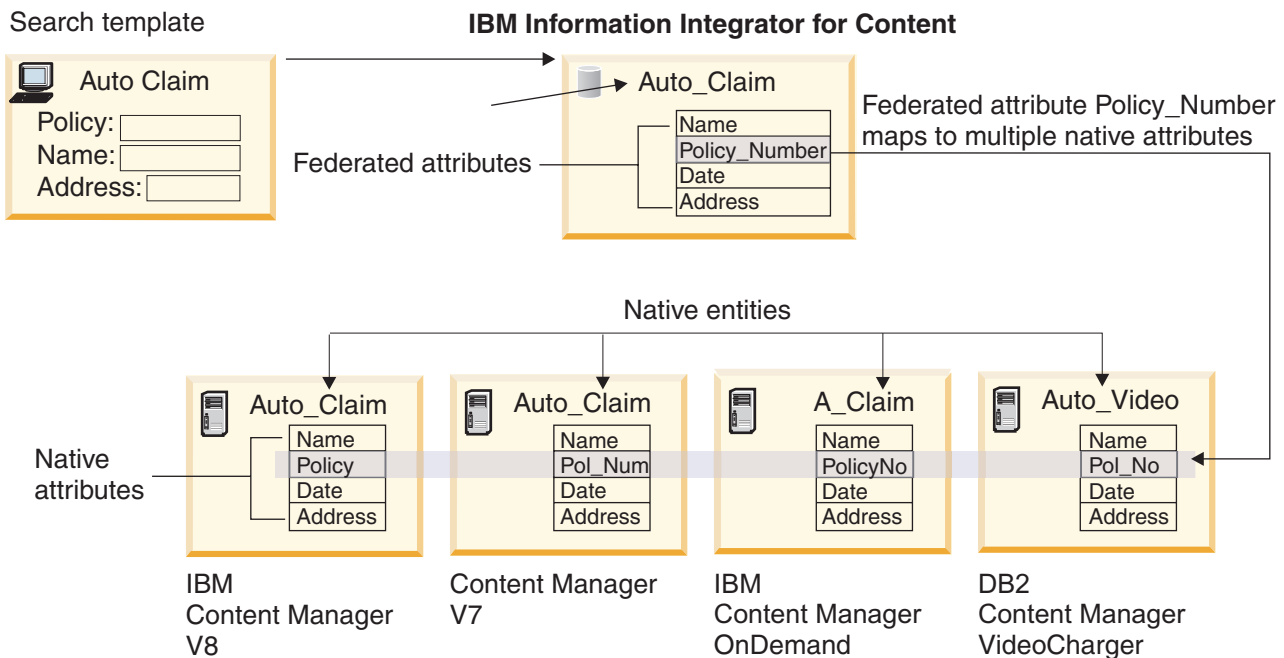 Search template
IBM Information Integrator for Content
Auto Claim
Policy:
Name:
Address:
Auto_Claim
Name
Policy_Number
Date
Address
Federated attributes
Federated attribute Policy_Number
maps to multiple native attributes
Native entities
Native
attributes
Auto_Claim
Name
Policy
Date
Address
IBM
Content Manager
V8
Auto_Claim
Name
Pol_Num
Date
Address
Content Manager
V7
A_Claim
Name
PolicyNo
Date
Address
IBM
Content Manager
OnDemand
Auto_Video
Name
Pol_No
Date
Address
DB2
Content Manager
VideoCharger